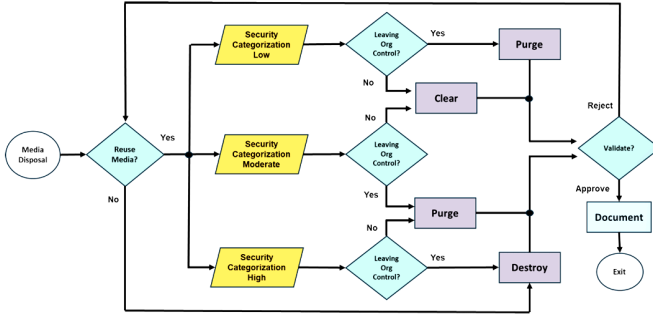 Security
Categorization
Low
Leaving
Org
Control?
Yes
Purge
No
Clear
Reject
Media
Disposal
Reuse
Media?
Yes
Security
Categorization
Moderate
No
Leaving
Org
Control?
Validate?
Yes
Purge
Approve
Document
No
No
Security
Categorization
High
Leaving
Org
Control?
Yes
Destroy
Exit